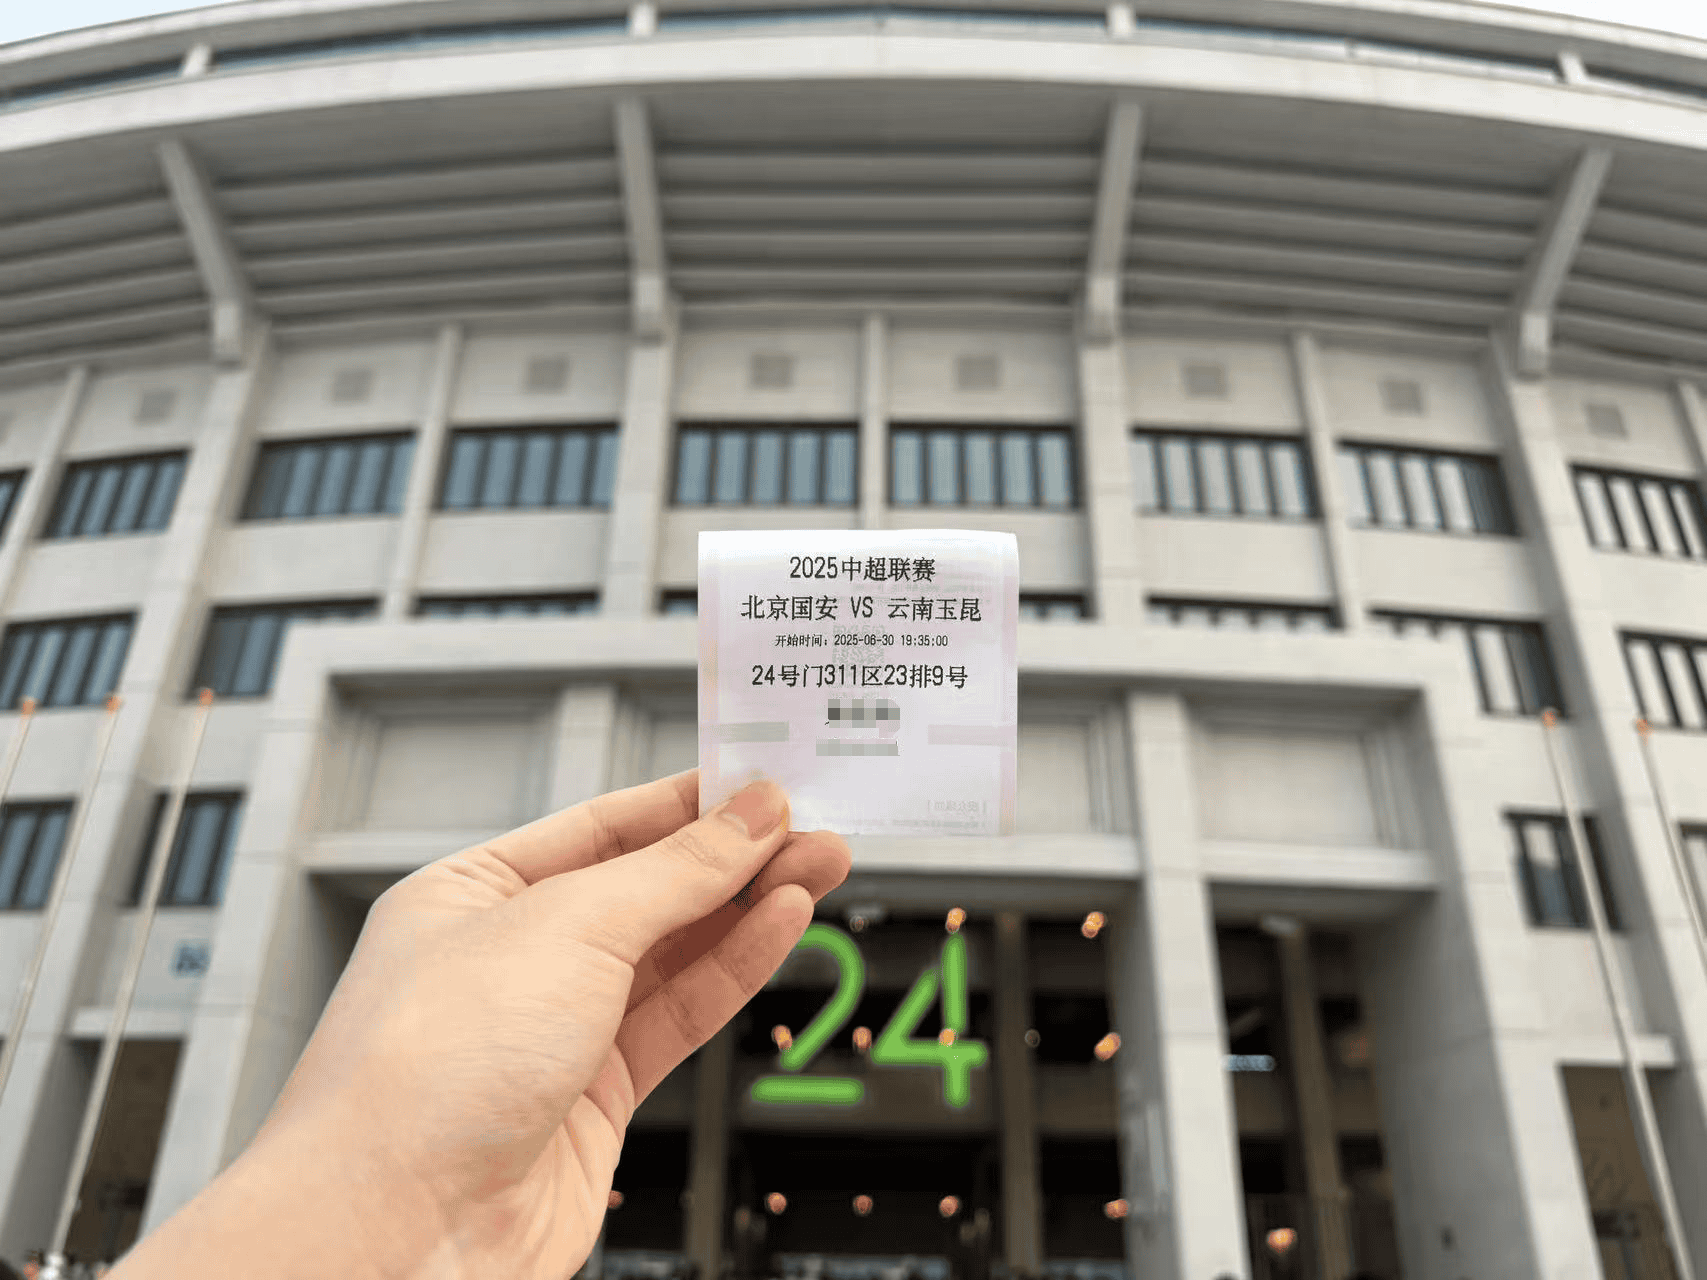 2025中超联赛
北京国安 VS 云南玉昆
开始时间：2025-06-30 19:35:00
24号门311区23排9号
24